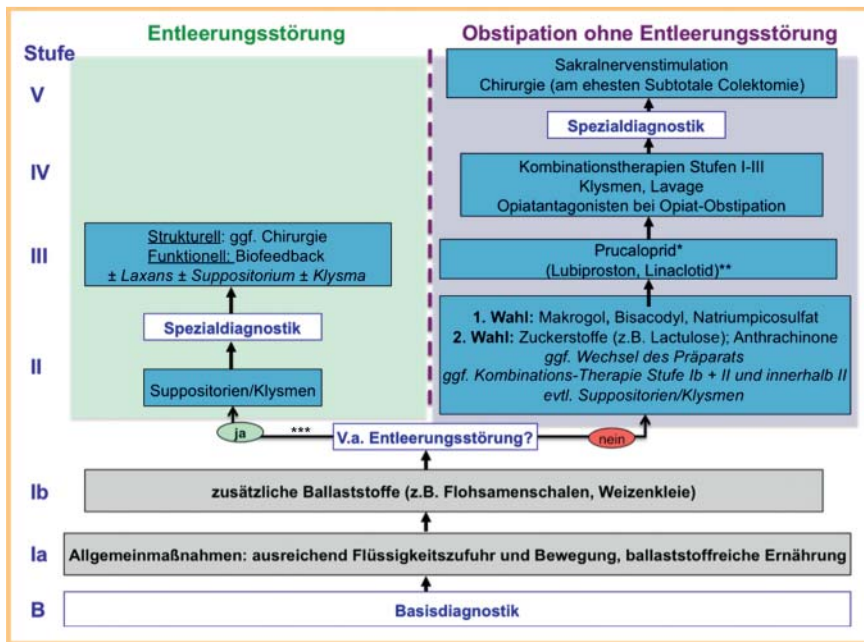 Entleerungsstörung
Obstipation ohne Entleerungsstörung
Stufe
V
Sakralnervenstimulation
Chirurgie (am ehesten Subtotale Colektomie)
Spezialdiagnostik
IV
Kombinationstherapien Stufen I-III
Klysmen, Lavage
Opiatantagonisten bei Opiat-Obstipation
III
Strukturell: ggf. Chirurgie
Funktionell: Biofeedback
± Laxans ± Suppositorium ± Klysma
Prucaloprid*
(Lubiproston, Linaclotid)**
Spezialdiagnostik
II
Suppositorien/Klysmen
1. Wahl: Makrogol, Bisacodyl, Natriumpicosulfat
2. Wahl: Zuckerstoffe (z.B. Lactulose); Anthrachinone
ggf. Wechsel des Präparats
ggf. Kombinations-Therapie Stufe Ib + II und innerhalb II
evtl. Suppositorien/Klysmen
ja
***
V.a. Entleerungsstörung?
nein
Ib
zusätzliche Ballaststoffe (z.B. Flohsamenschalen, Weizenkleie)
Ia
Allgemeinmaßnahmen: ausreichend Flüssigkeitszufuhr und Bewegung, ballaststoffreiche Ernährung
B
Basisdiagnostik